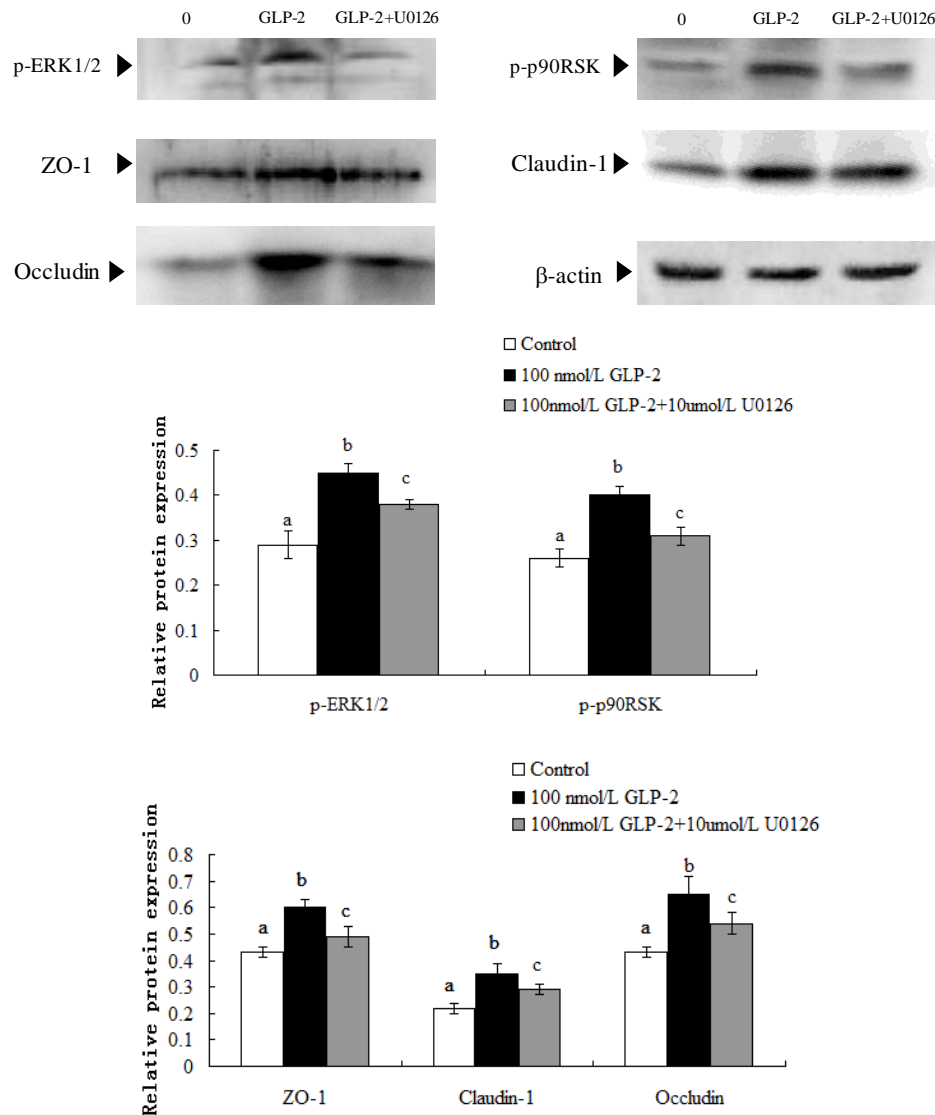 0 GLP-2 GLP-2+U0126
p-ERK1/2
ZO-1
Occludin
0 GLP-2 GLP-2+U0126
p-p90RSK
Claudin-1
β-actin
Control
100 nmol/L GLP-2
100nmol/L GLP-2+10umol/L U0126
Relative protein expression
0.5
0.4
0.3
0.2
0.1
0
a b c
a b c
p-ERK1/2 p-p90RSK
Control
100 nmol/L GLP-2
100nmol/L GLP-2+10umol/L U0126
Relative protein expression
0.8
0.7
0.6
0.5
0.4
0.3
0.2
0.1
0
a b c
a b c
a b c
ZO-1 Claudin-1 Occludin